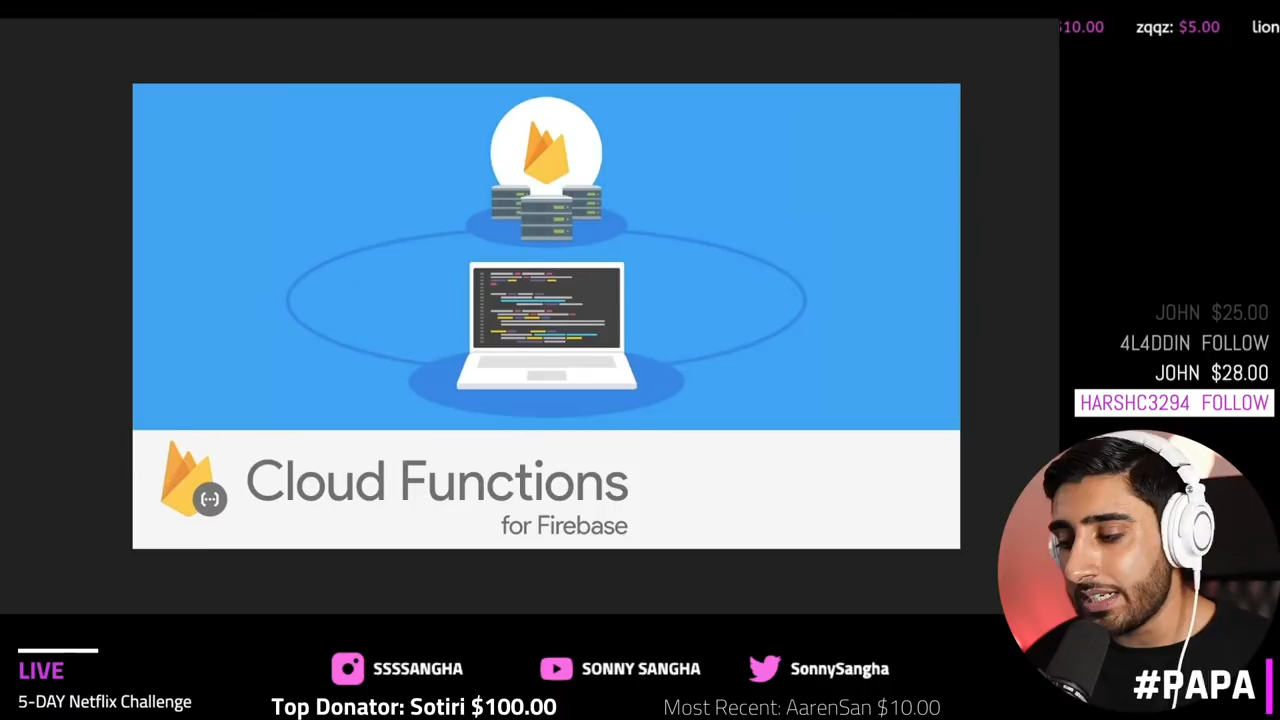 $10.00 zqqz: $5.00 lion
JOHN $25.00
4L4DDIN FOLLOW
JOHN $28.00
HARSHC3294 FOLLOW
{···}
Cloud Functions
for Firebase
#PAPA
LIVE
5-DAY Netflix Challenge
SSSSANGHA SONNY SANGHA SonnySangha
Top Donator: Sotiri $100.00 Most Recent: AarenSan $10.00